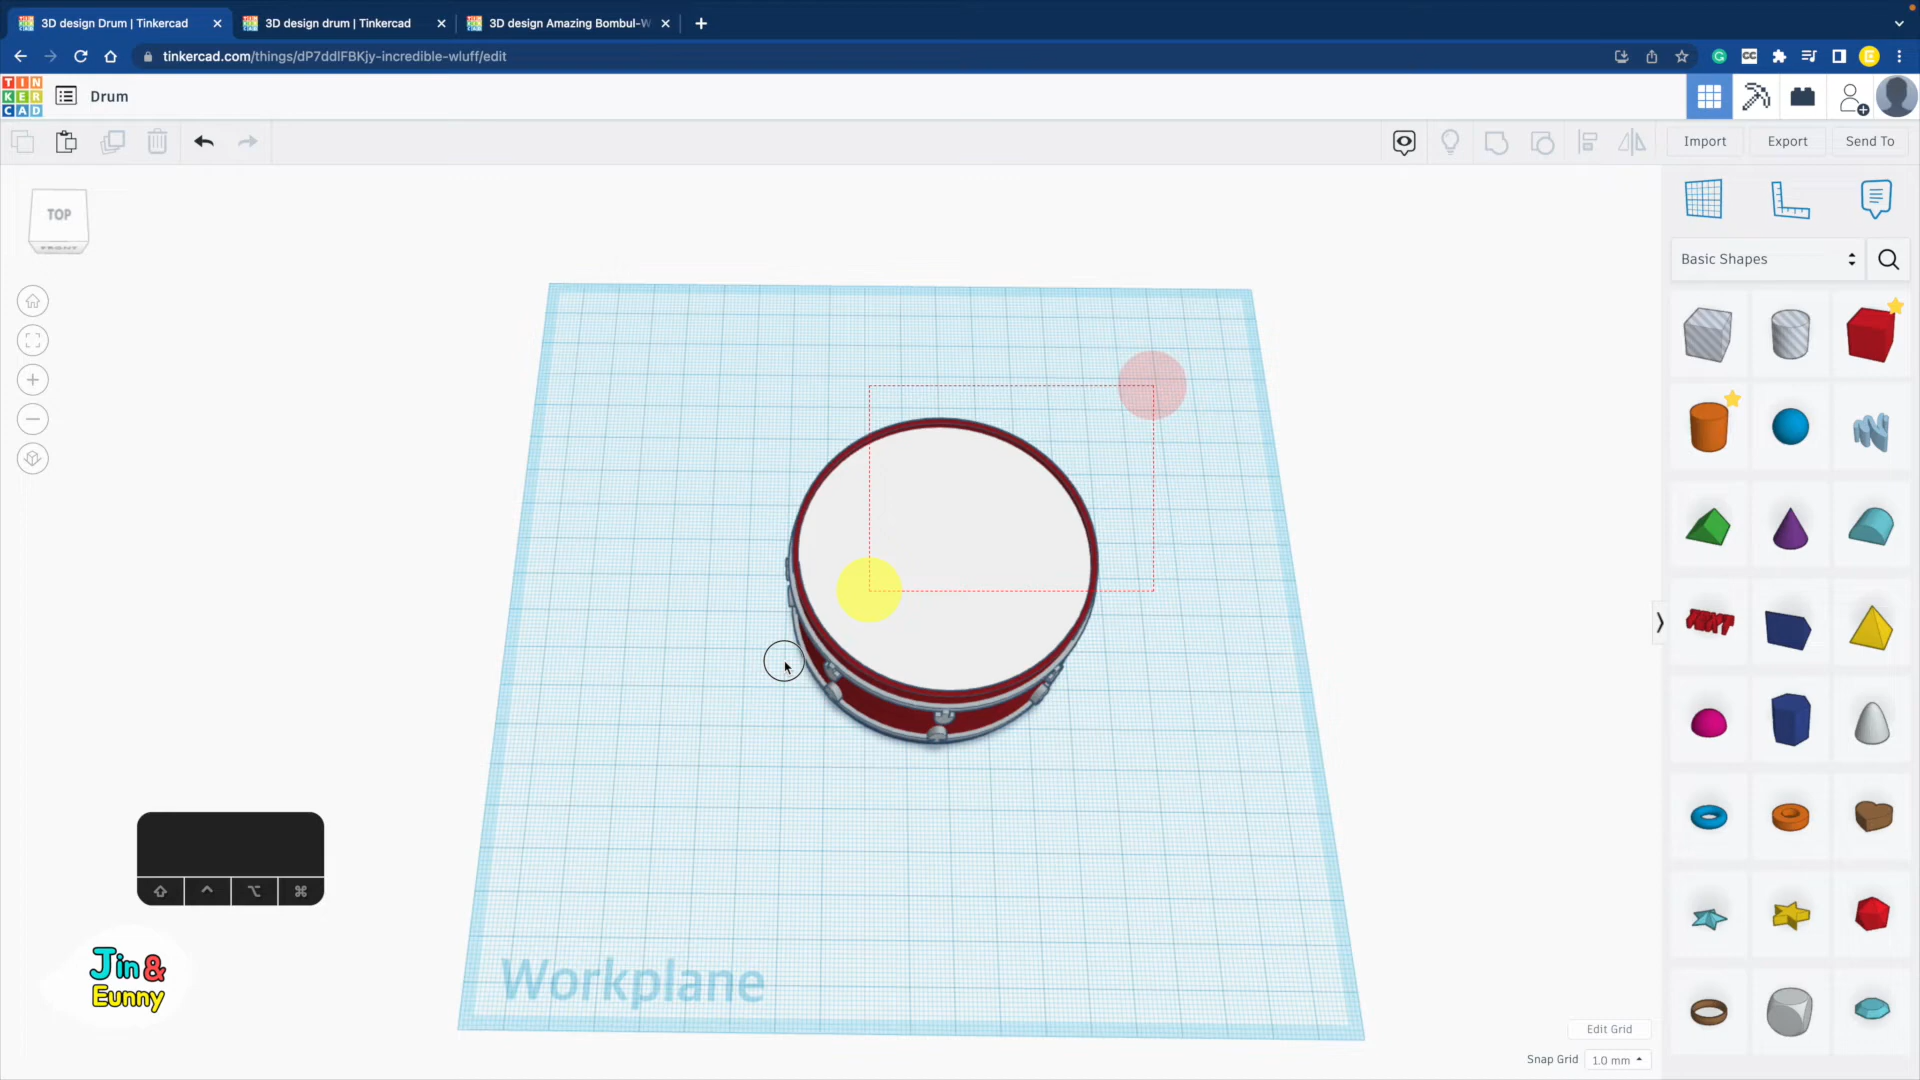 3D design Drum | Tinkercad
3D design drum | Tinkercad
3D design Amazing Bombul-W
tinkercad.com/things/dP7ddlFBKjy-incredible-wluff/edit
TIN
KER
CAD
Drum
Import
Export
Send To
TOP
FRONT
Basic Shapes
TEXT
Workplane
Jin &
Eunny
Edit Grid
Snap Grid 1.0 mm